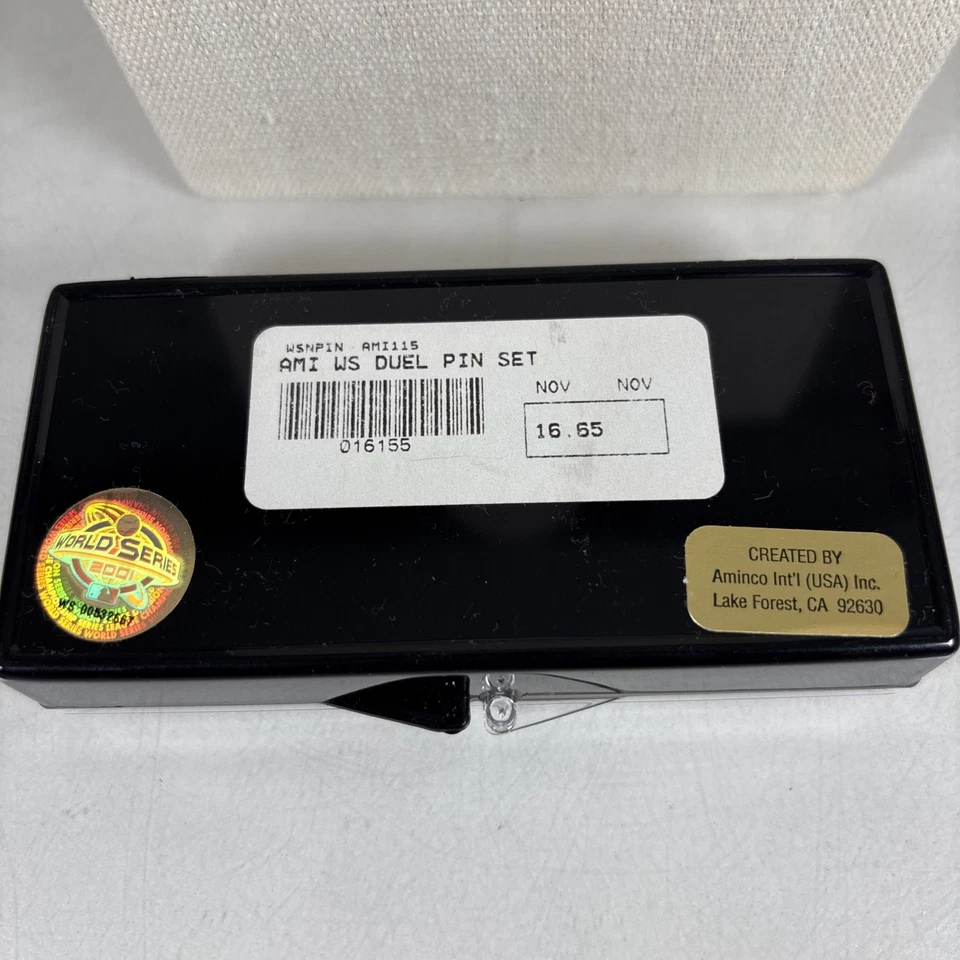 WSNPIN AMI115
AMI WS DUEL PIN SET
NOV NOV
16.65
016155
WORLD SERIES
2001
CREATED BY
Aminco Int'l (USA) Inc.
Lake Forest, CA 92630